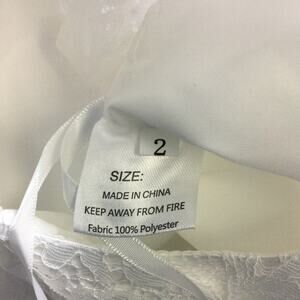 2
SIZE:
MADE IN CHINA
KEEP AWAY FROM FIRE
Fabric 100% Polyester